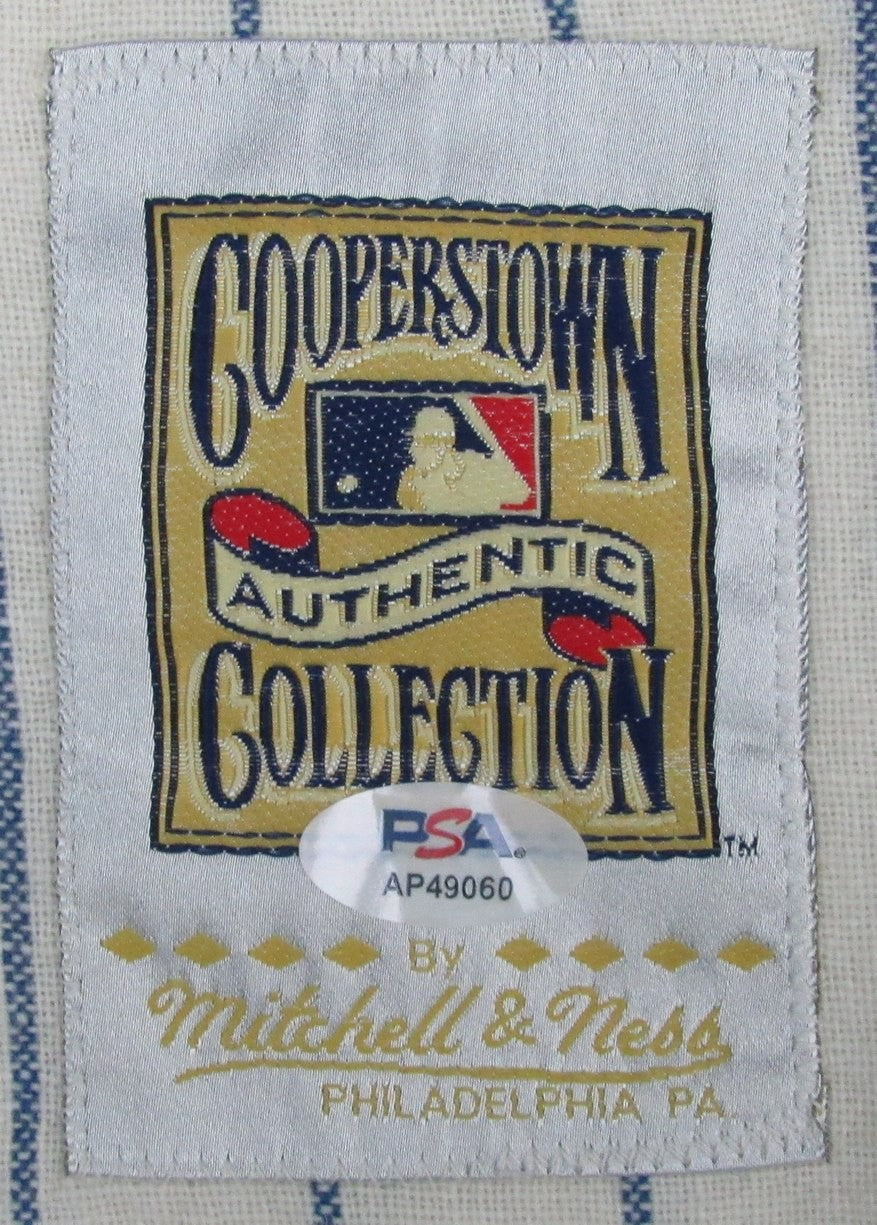 COOPERSTOWN
AUTHENTIC
COLLECTION
TM
PSA®
AP49060
By
Mitchell & Ness
PHILADELPHIA PA.